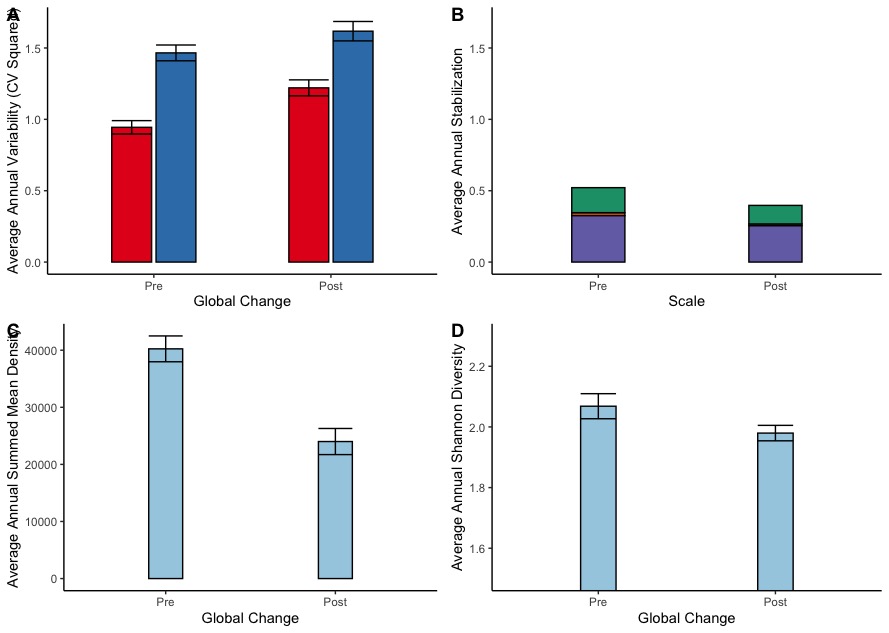 A
Average Annual Variability (CV Squared)
1.5
1.0
0.5
0.0
Pre
Post
Global Change
B
Average Annual Stabilization
1.5
1.0
0.5
0.0
Pre
Post
Scale
C
Average Annual Summed Mean Density
40000
30000
20000
10000
0
Pre
Post
Global Change
D
Average Annual Shannon Diversity
2.2
2.0
1.8
1.6
Pre
Post
Global Change